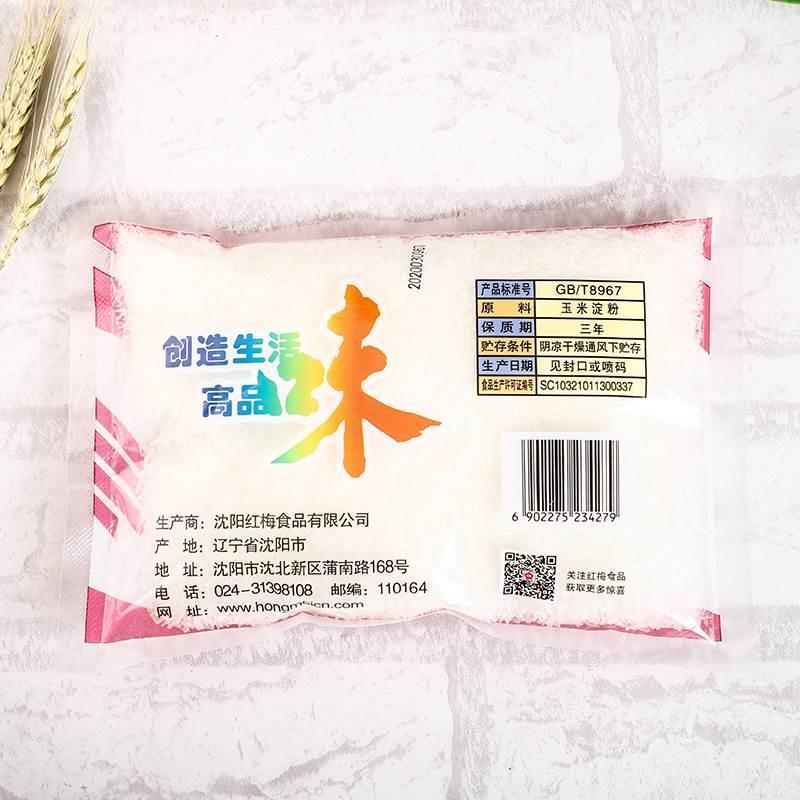 20200309G1
创造生活
高品味
产品标准号 GB/T8967
原料 玉米淀粉
保质期 三年
贮存条件 阴凉干燥通风下贮存
生产日期 见封口或喷码
食品生产许可证编号 SC10321011300337
6 902275 234279
生产商：沈阳红梅食品有限公司
产 地：辽宁省沈阳市
地 址：沈阳市沈北新区蒲南路168号
电 话：024-31398108 邮编：110164
网 址：www.hongmeicn.com
关注红梅食品
获取更多惊喜